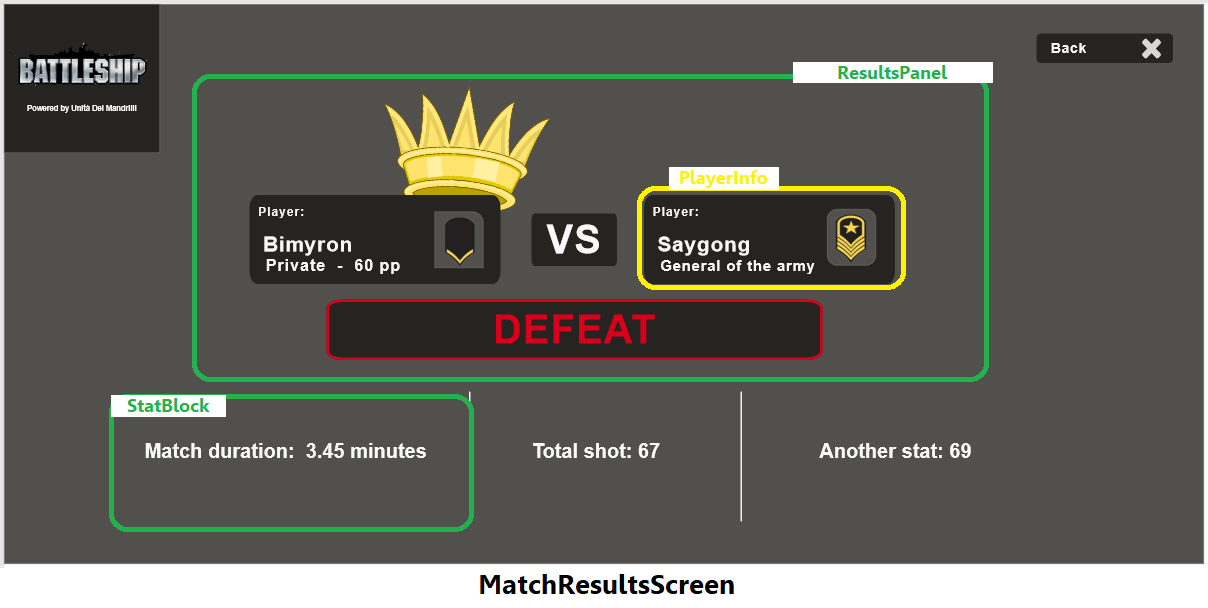 BATTLESHIP
Powered by Unità Dei Mandrilli
Back
ResultsPanel
PlayerInfo
Player:
Bimyron
Private - 60 pp
VS
Player:
Saygong
General of the army
DEFEAT
StatBlock
Match duration: 3.45 minutes
Total shot: 67
Another stat: 69
MatchResultsScreen